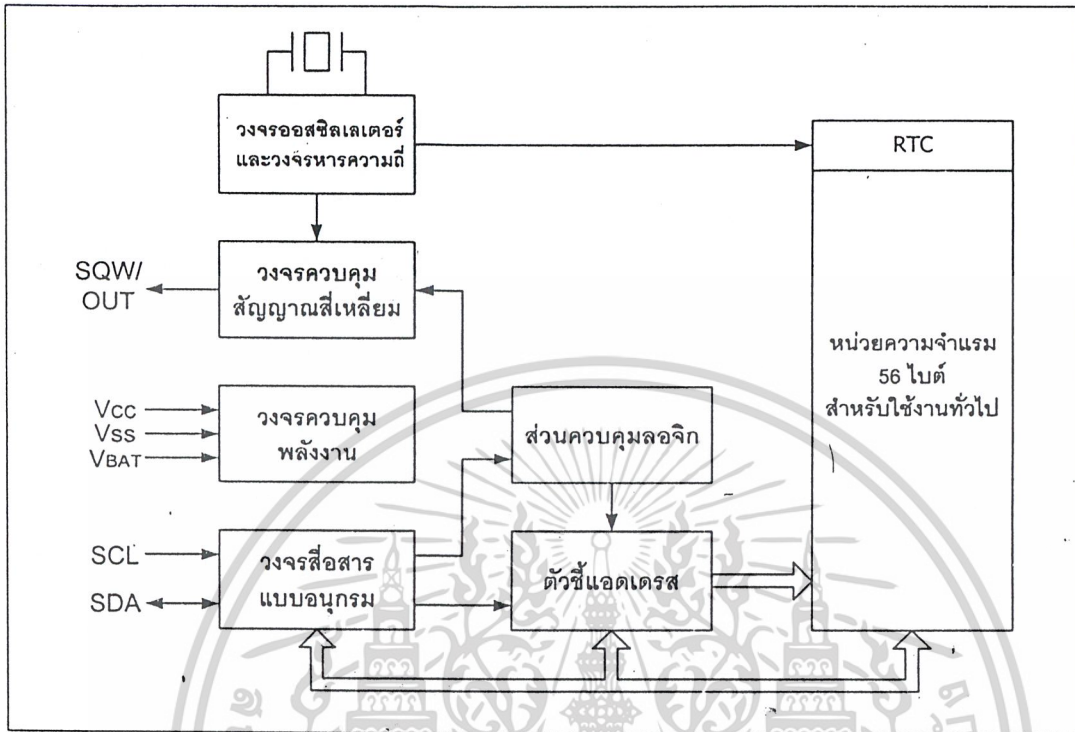 วงจรออสซิลเลเตอร์
และวงจรหารความถี่
RTC
SQW/
OUT
วงจรควบคุม
สัญญาณสี่เหลี่ยม
หน่วยความจำแรม
56 ไบต์
สำหรับใช้งานทั่วไป
Vcc
Vss
VBAT
วงจรควบคุม
พลังงาน
ส่วนควบคุมลอจิก
SCL
SDA
วงจรสื่อสาร
แบบอนุกรม
ตัวชี้แอดเดรส